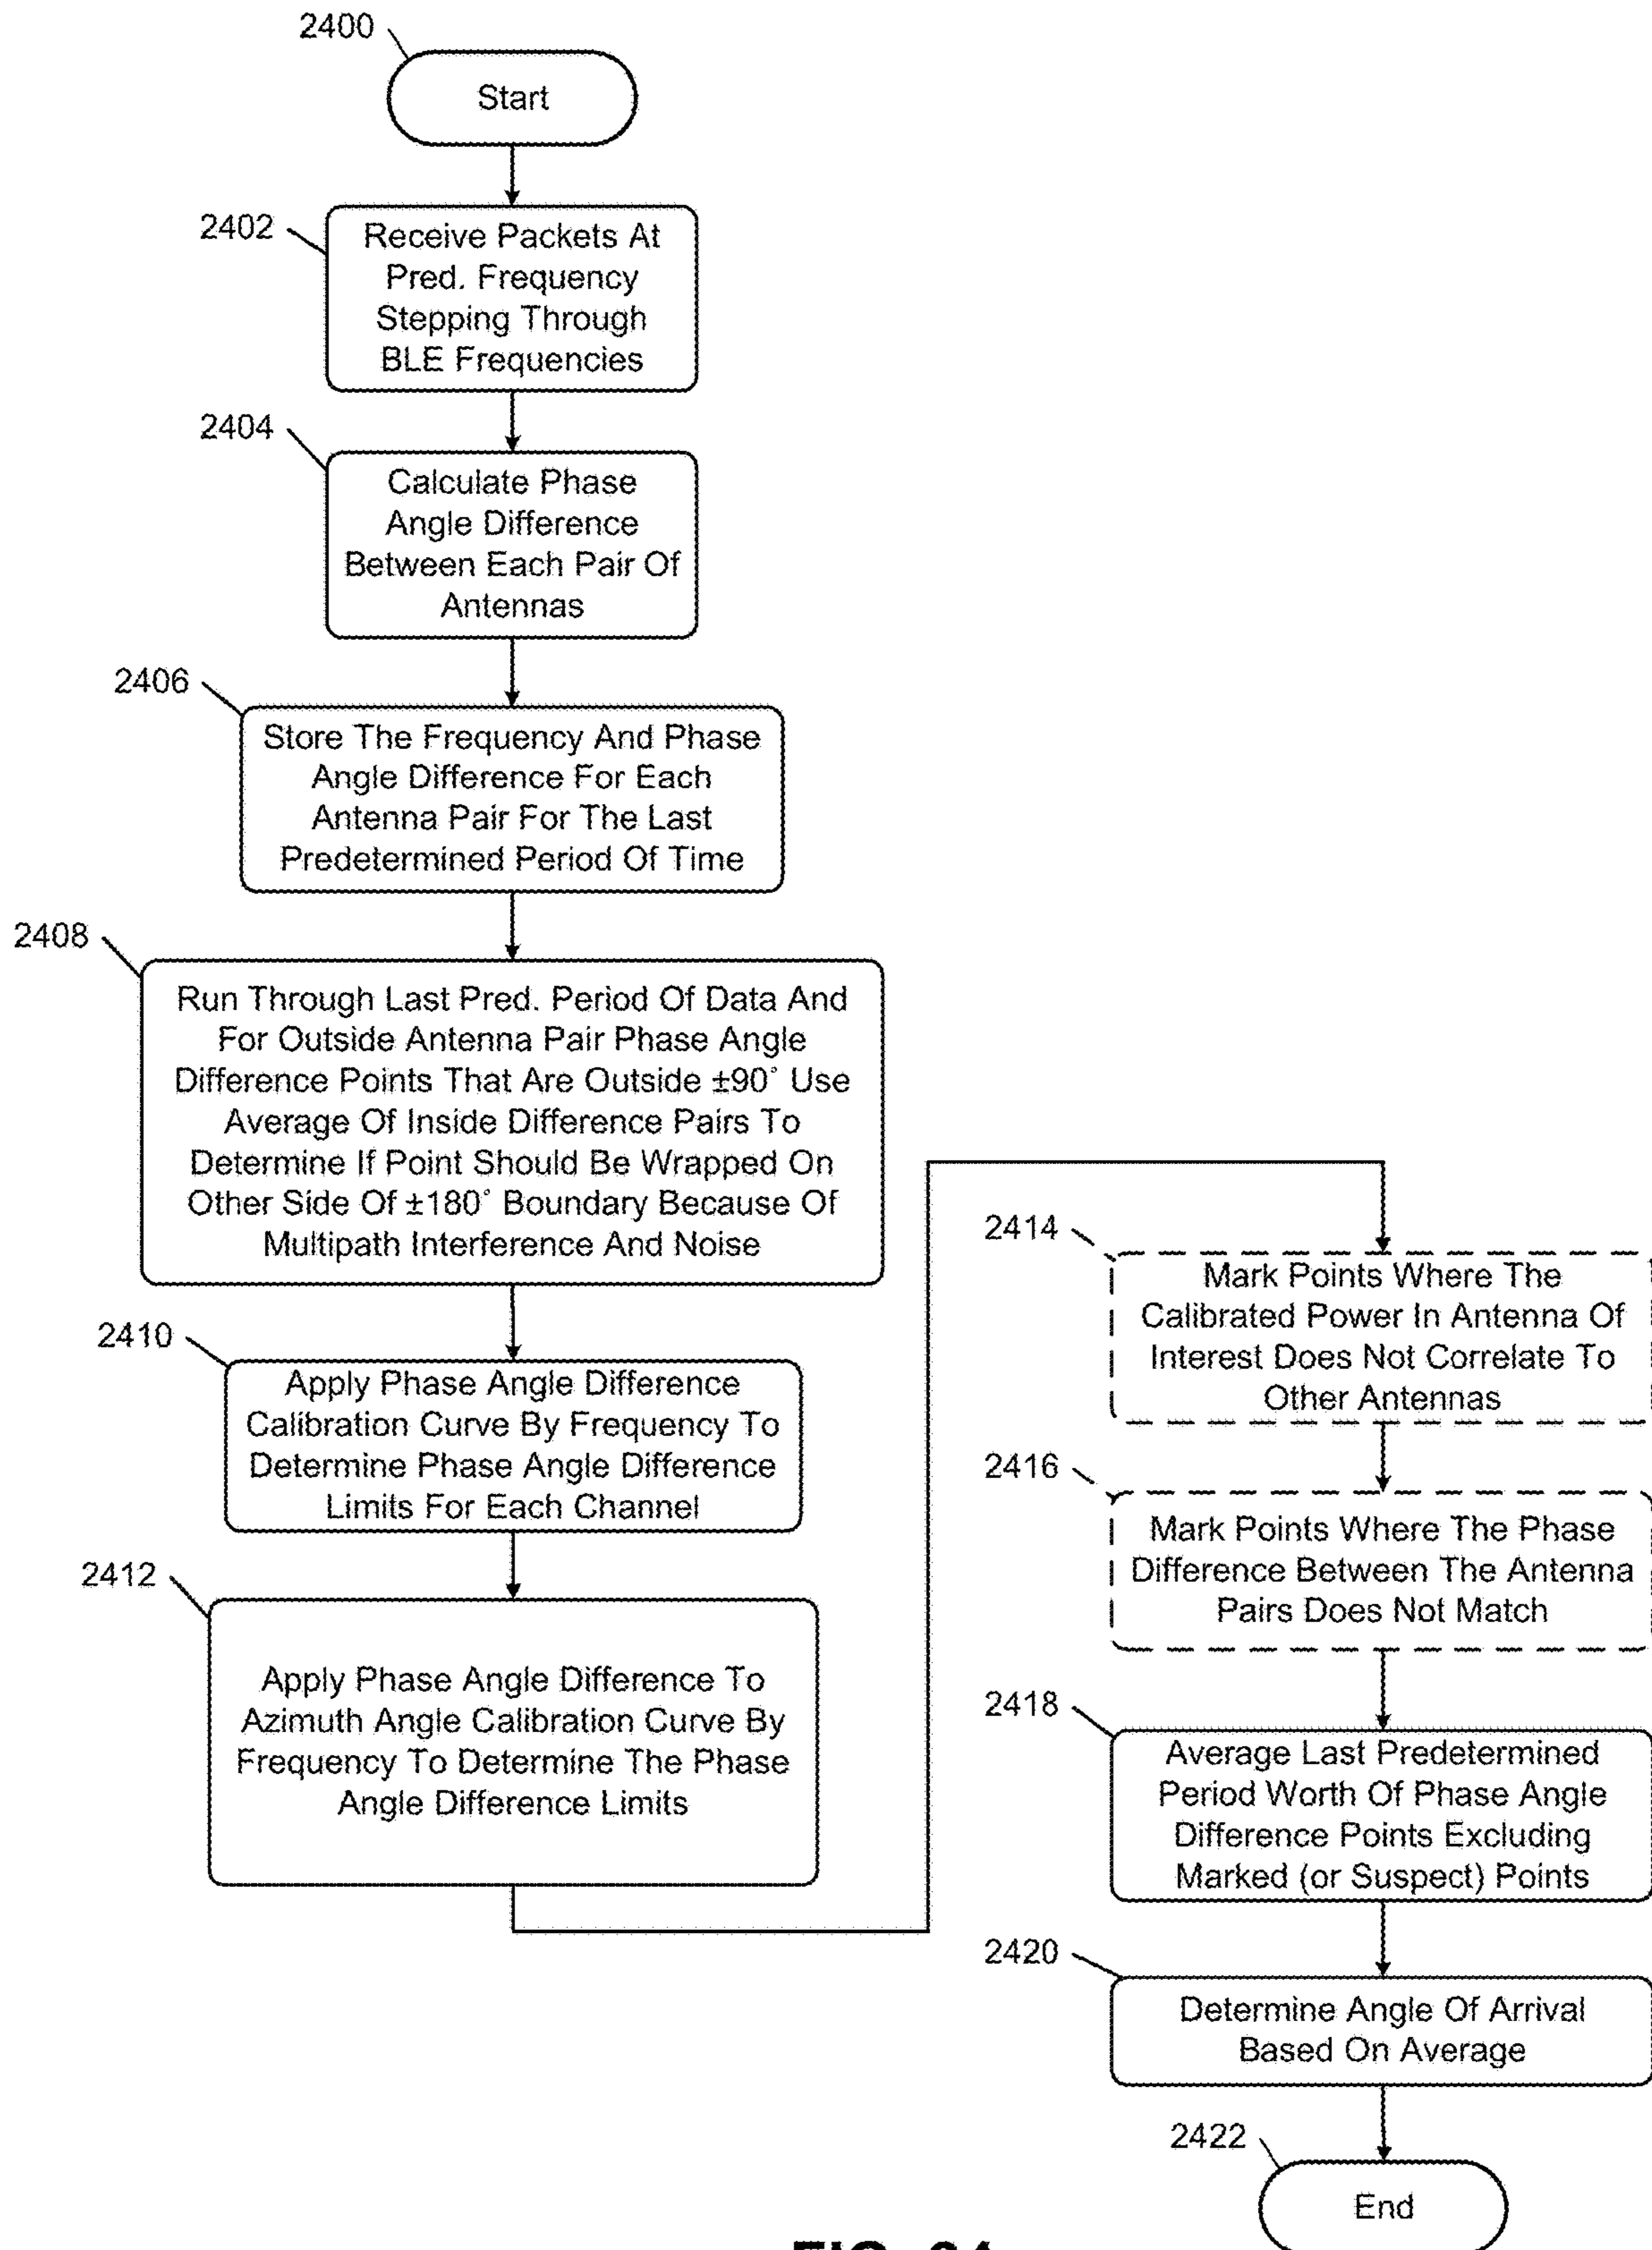 2400
Start
2402
Receive Packets At
Pred. Frequency
Stepping Through
BLE Frequencies
2404
Calculate Phase
Angle Difference
Between Each Pair Of
Antennas
2406
Store The Frequency And Phase
Angle Difference For Each
Antenna Pair For The Last
Predetermined Period Of Time
2408
Run Through Last Pred. Period Of Data And
For Outside Antenna Pair Phase Angle
Difference Points That Are Outside ±90° Use
Average Of Inside Difference Pairs To
Determine If Point Should Be Wrapped On
Other Side Of ±180° Boundary Because Of
Multipath Interference And Noise
2410
Apply Phase Angle Difference
Calibration Curve By Frequency To
Determine Phase Angle Difference
Limits For Each Channel
2412
Apply Phase Angle Difference To
Azimuth Angle Calibration Curve By
Frequency To Determine The Phase
Angle Difference Limits
2414
Mark Points Where The
Calibrated Power In Antenna Of
Interest Does Not Correlate To
Other Antennas
2416
Mark Points Where The Phase
Difference Between The Antenna
Pairs Does Not Match
2418
Average Last Predetermined
Period Worth Of Phase Angle
Difference Points Excluding
Marked (or Suspect) Points
2420
Determine Angle Of Arrival
Based On Average
2422
End